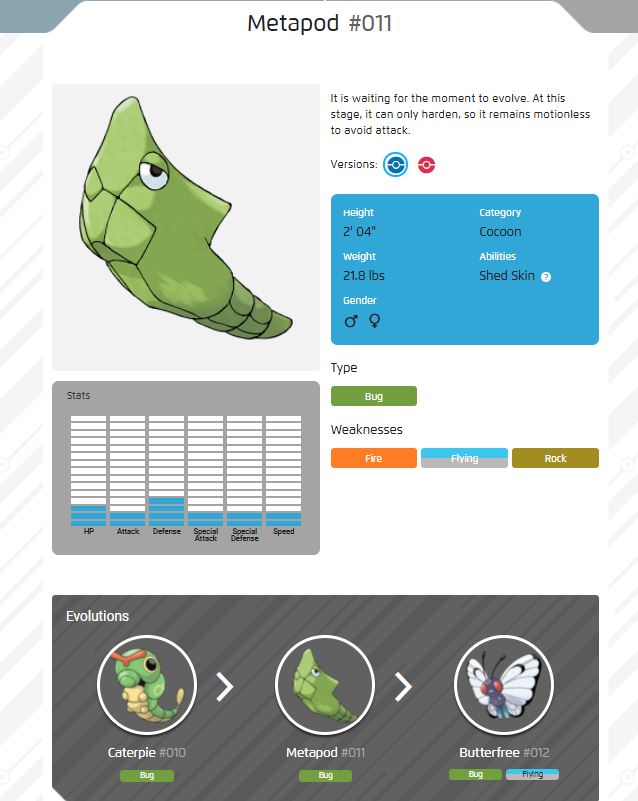 Metapod #011
It is waiting for the moment to evolve. At this
stage, it can only harden, so it remains motionless
to avoid attack.
Versions:
Height
2' 04"
Category
Cocoon
Weight
21.8 lbs
Abilities
Shed Skin ?
Gender
♂ ♀
Type
Bug
Weaknesses
Fire Flying Rock
Stats
HP
Attack
Defense
Special
Attack
Special
Defense
Speed
Evolutions
Caterpie #010
Bug
Metapod #011
Bug
Butterfree #012
Bug Flying